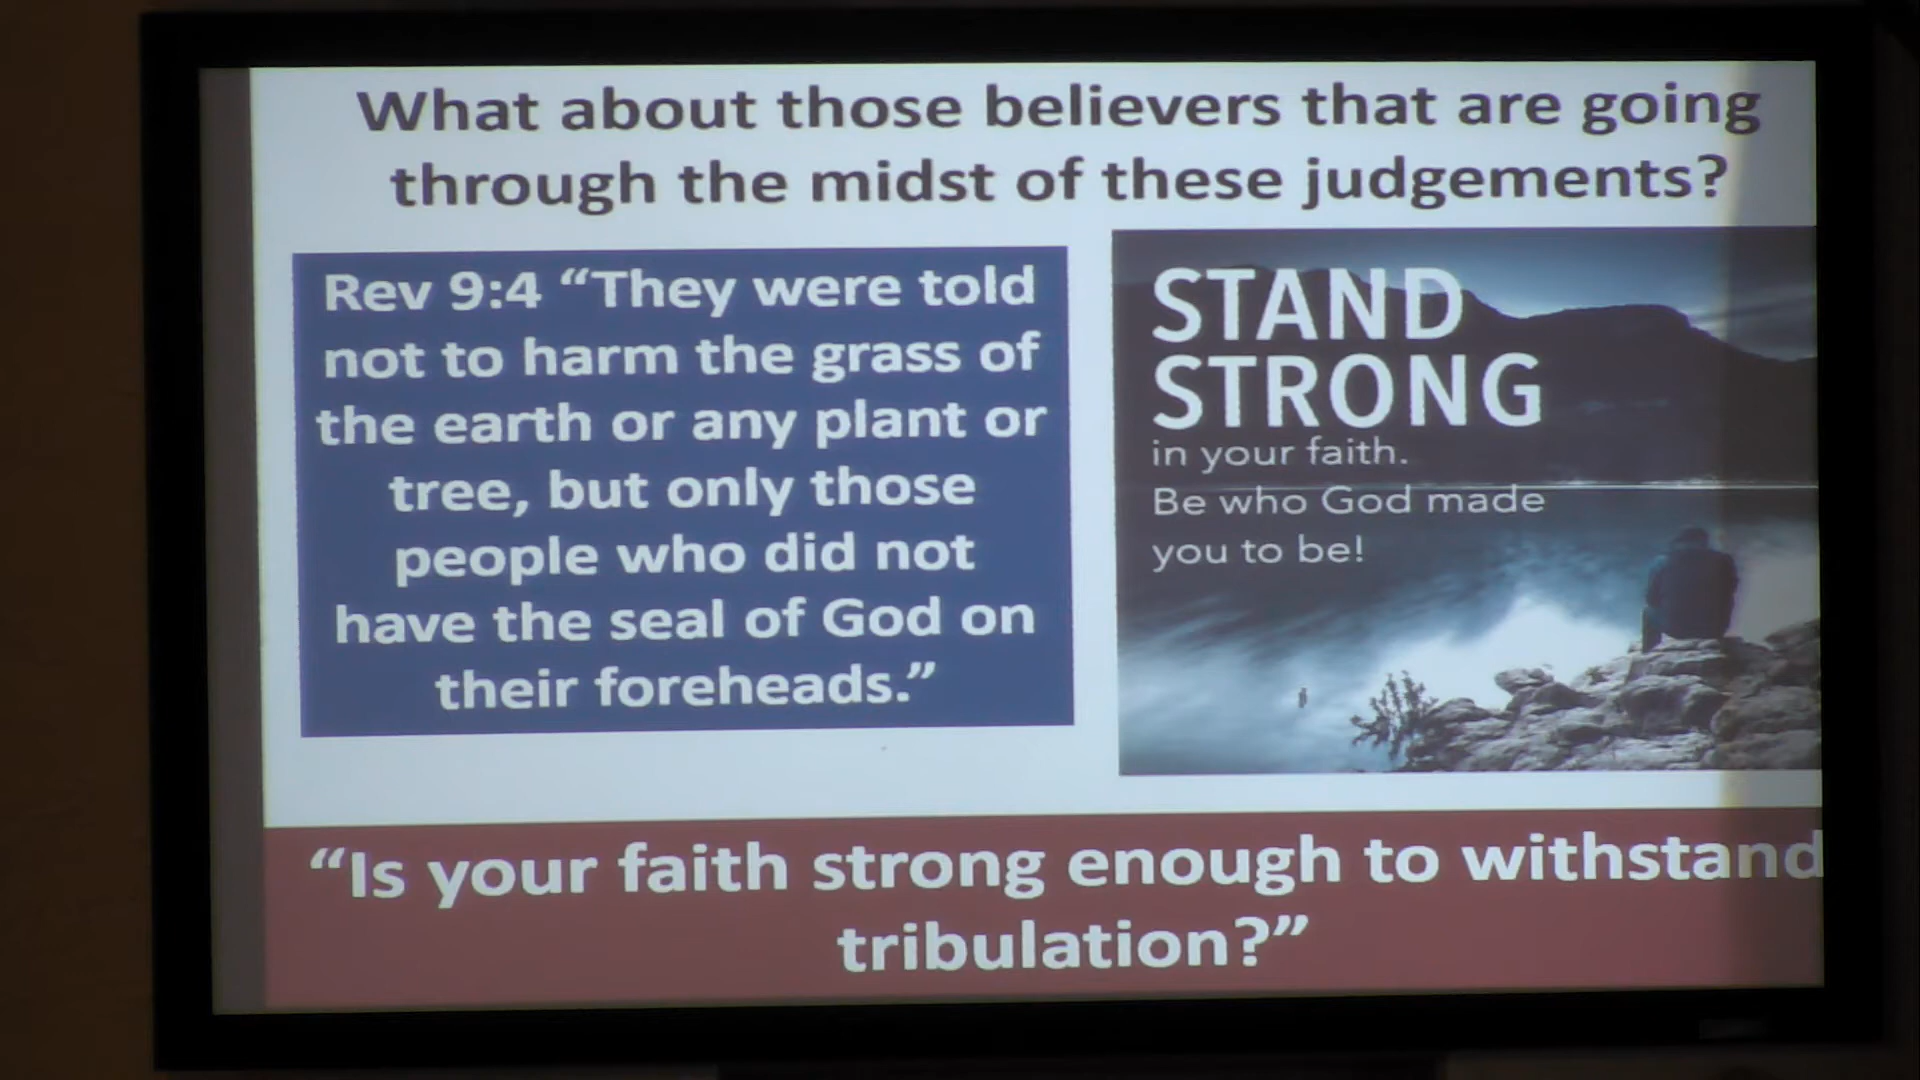 What about those believers that are going
through the midst of these judgements?
Rev 9:4 “They were told
not to harm the grass of
the earth or any plant or
tree, but only those
people who did not
have the seal of God on
their foreheads.”
STAND
STRONG
in your faith.
Be who God made
you to be!
“Is your faith strong enough to withstand
tribulation?”